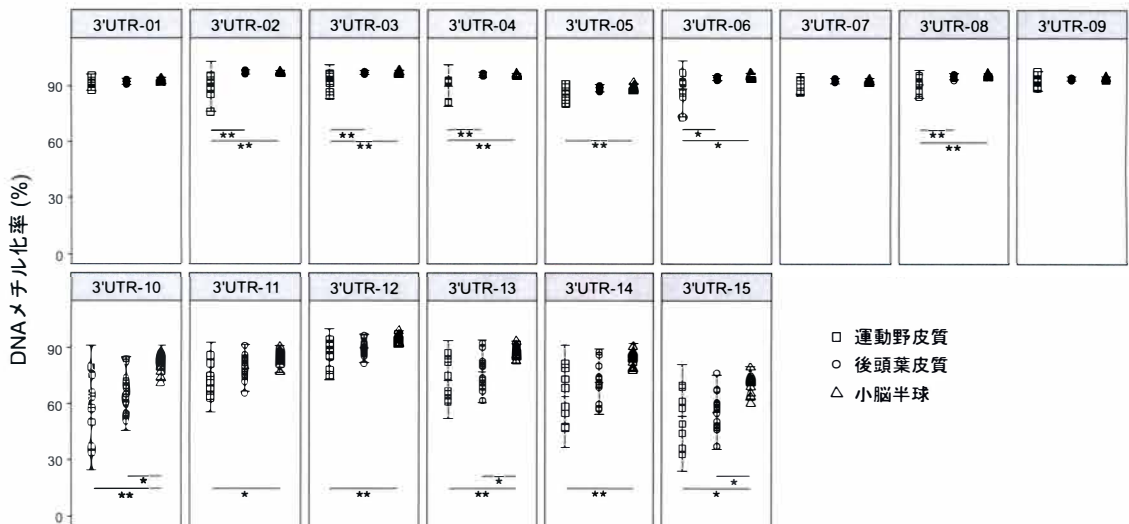 3'UTR-01 3'UTR-02 3'UTR-03 3'UTR-04 3'UTR-05 3'UTR-06 3'UTR-07 3'UTR-08 3'UTR-09
90
60
30
0
** ** ** * **
** ** ** ** * **
DNAメチル化率 (%)
3'UTR-10 3'UTR-11 3'UTR-12 3'UTR-13 3'UTR-14 3'UTR-15
90
60
30
0
* * *
** * ** ** ** *
運動野皮質
後頭葉皮質
小脳半球